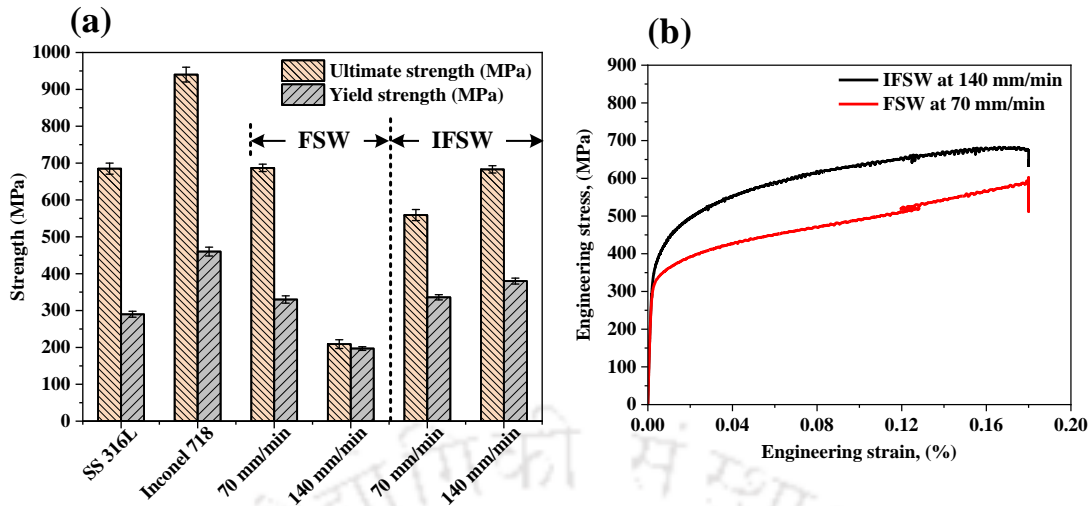 (a)
1000
900
800
700
600
500
400
300
200
100
0
Strength (MPa)
Ultimate strength (MPa)
Yield strength (MPa)
FSW
IFSW
SS 316L
Inconel 718
70 mm/min
140 mm/min
70 mm/min
140 mm/min
(b)
900
800
700
600
500
400
300
200
100
0
Engineering stress, (MPa)
IFSW at 140 mm/min
FSW at 70 mm/min
0.00 0.04 0.08 0.12 0.16 0.20
Engineering strain, (%)